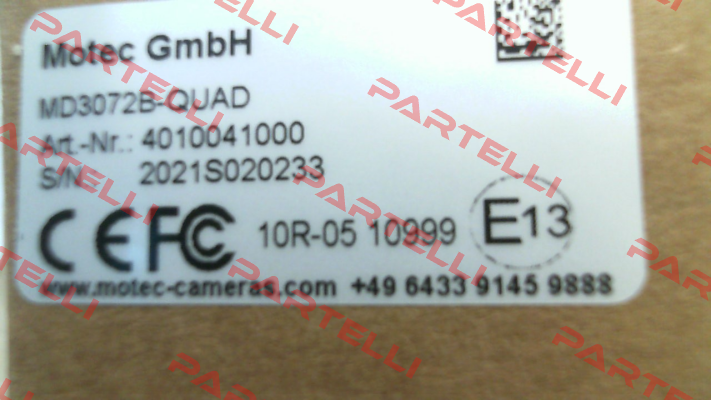 Motec GmbH
MD3072B-QUAD
Art.-Nr.: 4010041000
S/N: 2021S020233
CE FC 10R-05 10999 E13
www.motec-cameras.com +49 6433 9145 9888
PARTELLI
PARTELLI
PARTELLI
PARTELLI
PARTELLI
PARTELLI
PARTELLI
PARTELLI